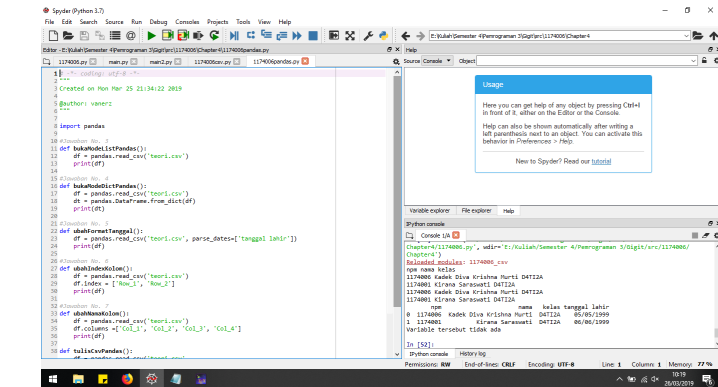 Spyder (Python 3.7)
File Edit Search Source Run Debug Consoles Projects Tools View Help
E:\Kuliah\Semester 4\Pemrograman 3\Gigit\src\1174006\Chapter4
Editor - E:\Kuliah\Semester 4\Pemrograman 3\Gigit\src\1174006\Chapter4\1174006pandas.py
1174006.py main.py main2.py 1174006csv.py 1174006pandas.py
1 # -*- coding: utf-8 -*-
2 """
3 Created on Mon Mar 25 21:34:22 2019
4
5 @author: vanerz
6 """
7
8 import pandas
9
10 #Jawaban No. 3
11 def bukaModeListPandas():
12 df = pandas.read_csv('teori.csv')
13 print(df)
14
15 #Jawaban No. 4
16 def bukaModeDictPandas():
17 df = pandas.read_csv('teori.csv')
18 dt = pandas.DataFrame.from_dict(df)
19 print(dt)
20
21 #Jawaban No. 5
22 def ubahFormatTanggal():
23 df = pandas.read_csv('teori.csv', parse_dates=['tanggal lahir'])
24 print(df)
25
26 #Jawaban No. 6
27 def ubahIndexKolom():
28 df = pandas.read_csv('teori.csv')
29 df.index = ['Row_1', 'Row_2']
30 print(df)
31
32 #Jawaban No. 7
33 def ubahNamaKolom():
34 df = pandas.read_csv('teori.csv')
35 df.columns =['Col_1', 'Col_2', 'Col_3', 'Col_4']
36 print(df)
37
38 def tulisCsvPandas():
Help
Source Console Object
Usage
Here you can get help of any object by pressing Ctrl+I
in front of it, either on the Editor or the Console.
Help can also be shown automatically after writing a
left parenthesis next to an object. You can activate this
behavior in Preferences > Help.
New to Spyder? Read our tutorial
Variable explorer File explorer Help
IPython console
Console 1/A
Chapter4/1174006.py', wdir='E:/Kuliah/Semester 4/Pemrograman 3/Gigit/src/1174006/
Chapter4')
Reloaded modules: 1174006_csv
npm nama kelas
1174006 Kadek Diva Krishna Murti D4TI2A
1174001 Kirana Saraswati D4TI2A
1174006 Kadek Diva Krishna Murti D4TI2A
1174001 Kirana Saraswati D4TI2A
npm nama kelas tanggal lahir
0 1174006 Kadek Diva Krishna Murti D4TI2A 05/05/1999
1 1174001 Kirana Saraswati D4TI2A 06/06/1999
Variable tersebut tidak ada
In [52]:
IPython console History log
Permissions: RW End-of-lines: CRLF Encoding: UTF-8 Line: 1 Column: 1 Memory: 77 %
10:19
26/03/2019